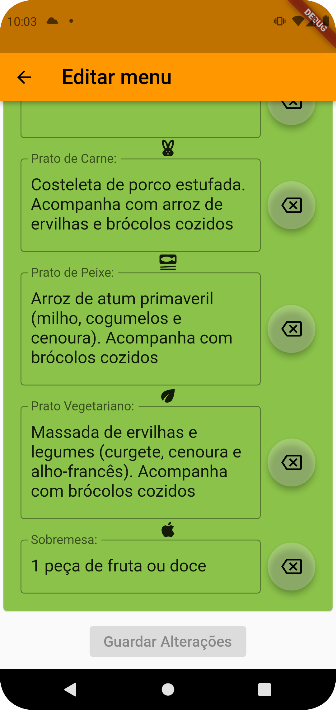 10:03
DEBUG
Editar menu
Prato de Carne:
Costeleta de porco estufada.
Acompanha com arroz de
ervilhas e brócolos cozidos
Prato de Peixe:
Arroz de atum primaveril
(milho, cogumelos e
cenoura). Acompanha com
brócolos cozidos
Prato Vegetariano:
Massada de ervilhas e
legumes (curgete, cenoura e
alho-francês). Acompanha
com brócolos cozidos
Sobremesa:
1 peça de fruta ou doce
Guardar Alterações